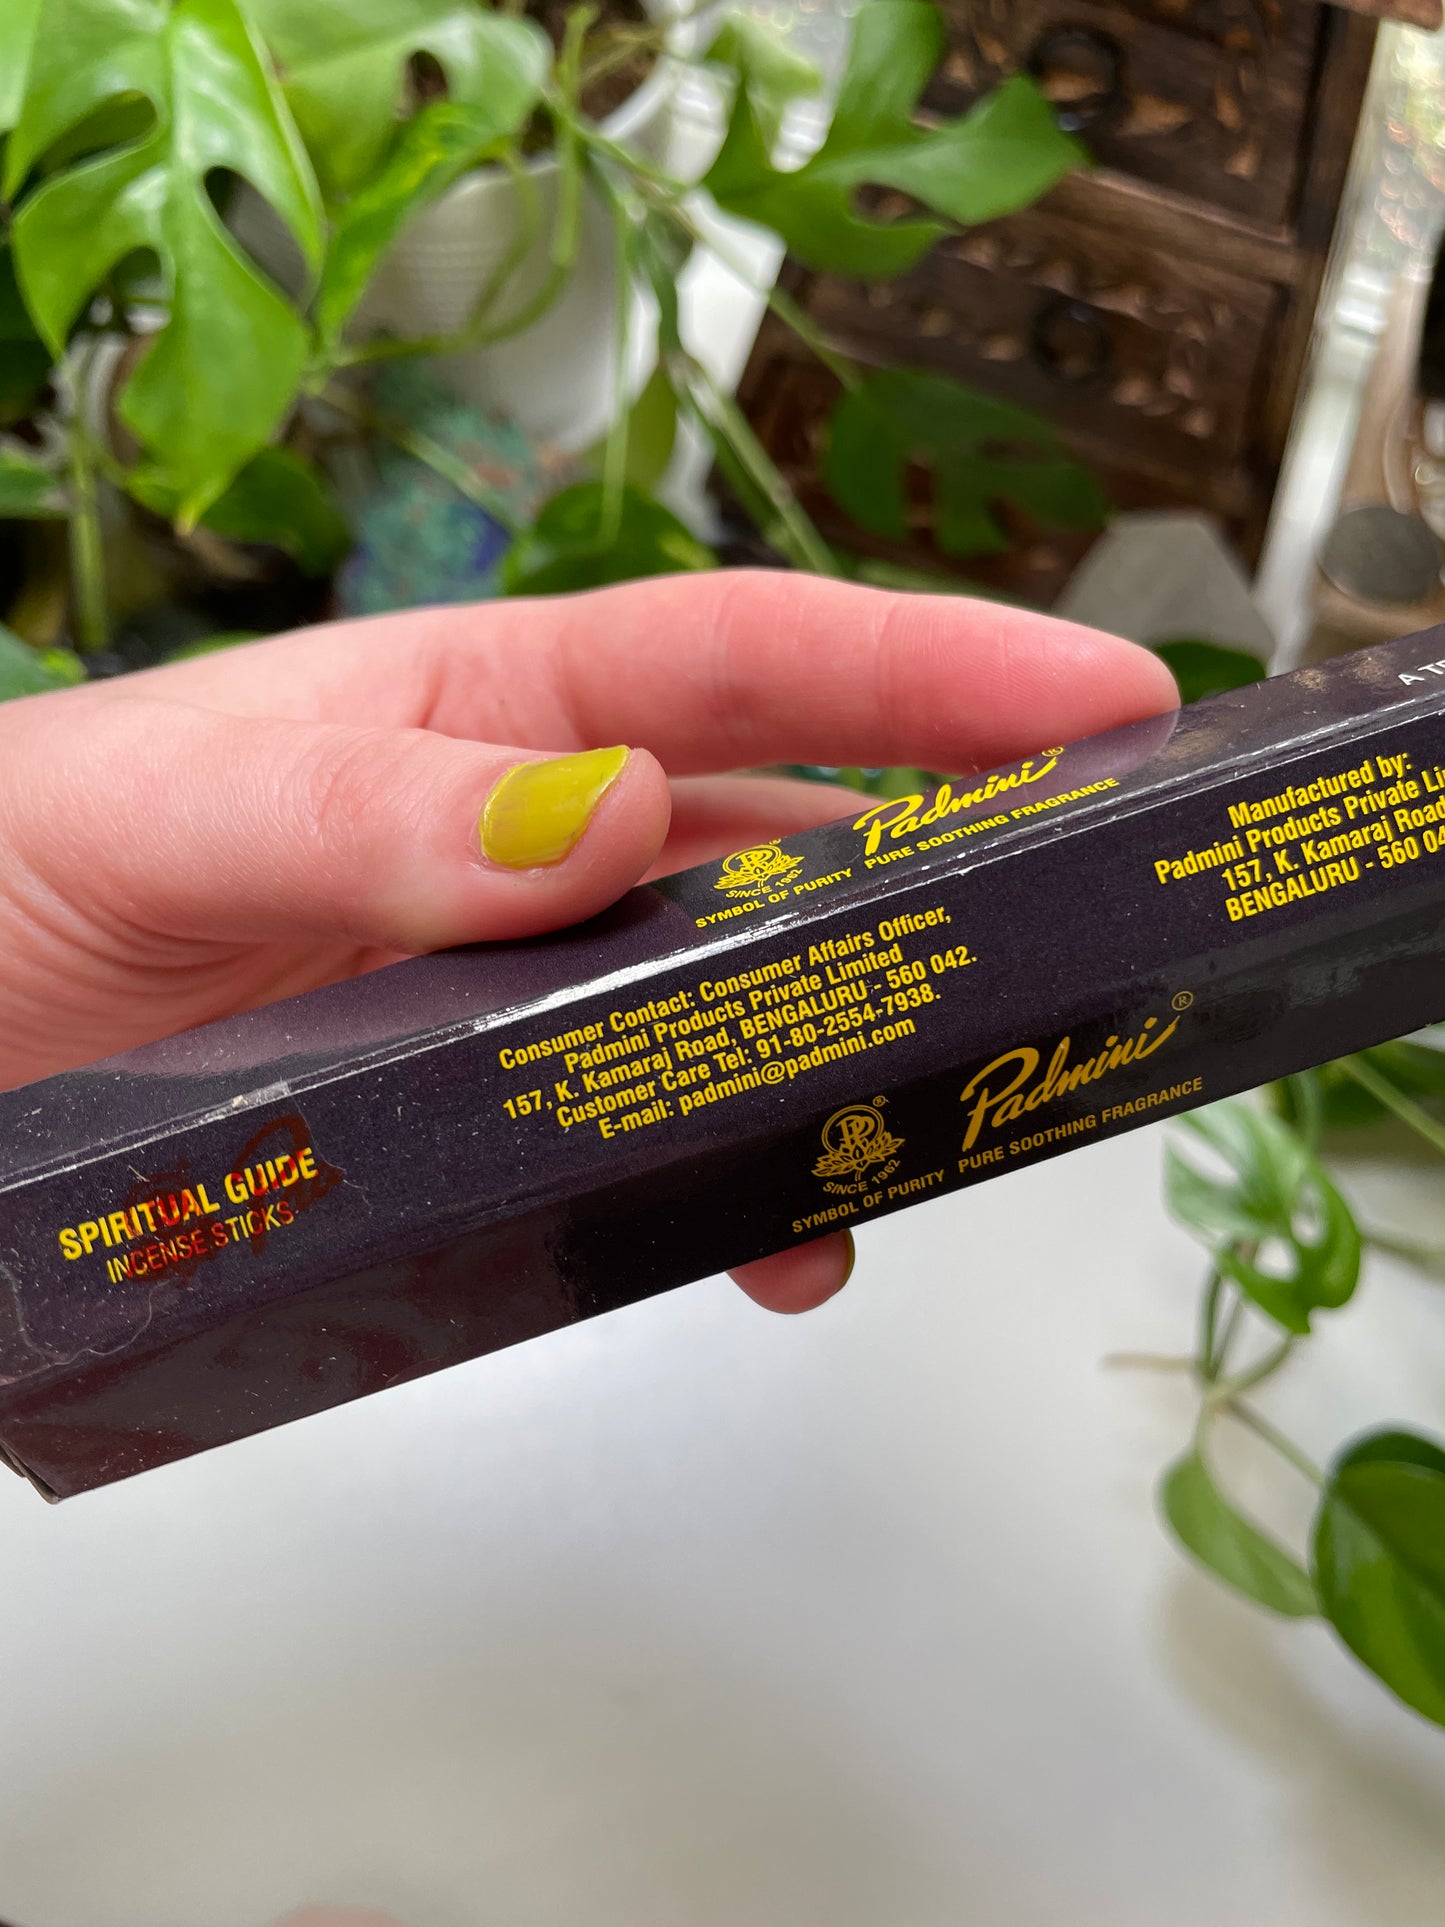 A
Padmini®
PURE SOOTHING FRAGRANCE
SINCE 1962
SYMBOL OF PURITY
Manufactured by:
Padmini Products Private
157, K. Kamaraj Road
BENGALURU - 560
Consumer Contact: Consumer Affairs Officer,
Padmini Products Private Limited
157, K. Kamaraj Road, BENGALURU - 560 042.
Customer Care Tel: 91-80-2554-7938.
E-mail: padmini@padmini.com
SPIRITUAL GUIDE
INCENSE STICKS
Padmini®
PURE SOOTHING FRAGRANCE
SINCE 1962
SYMBOL OF PURITY